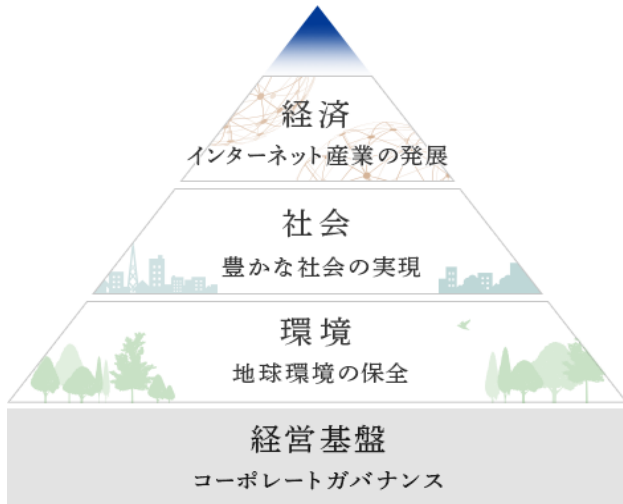 経済
インターネット産業の発展
社会
豊かな社会の実現
環境
地球環境の保全
経営基盤
コーポレートガバナンス